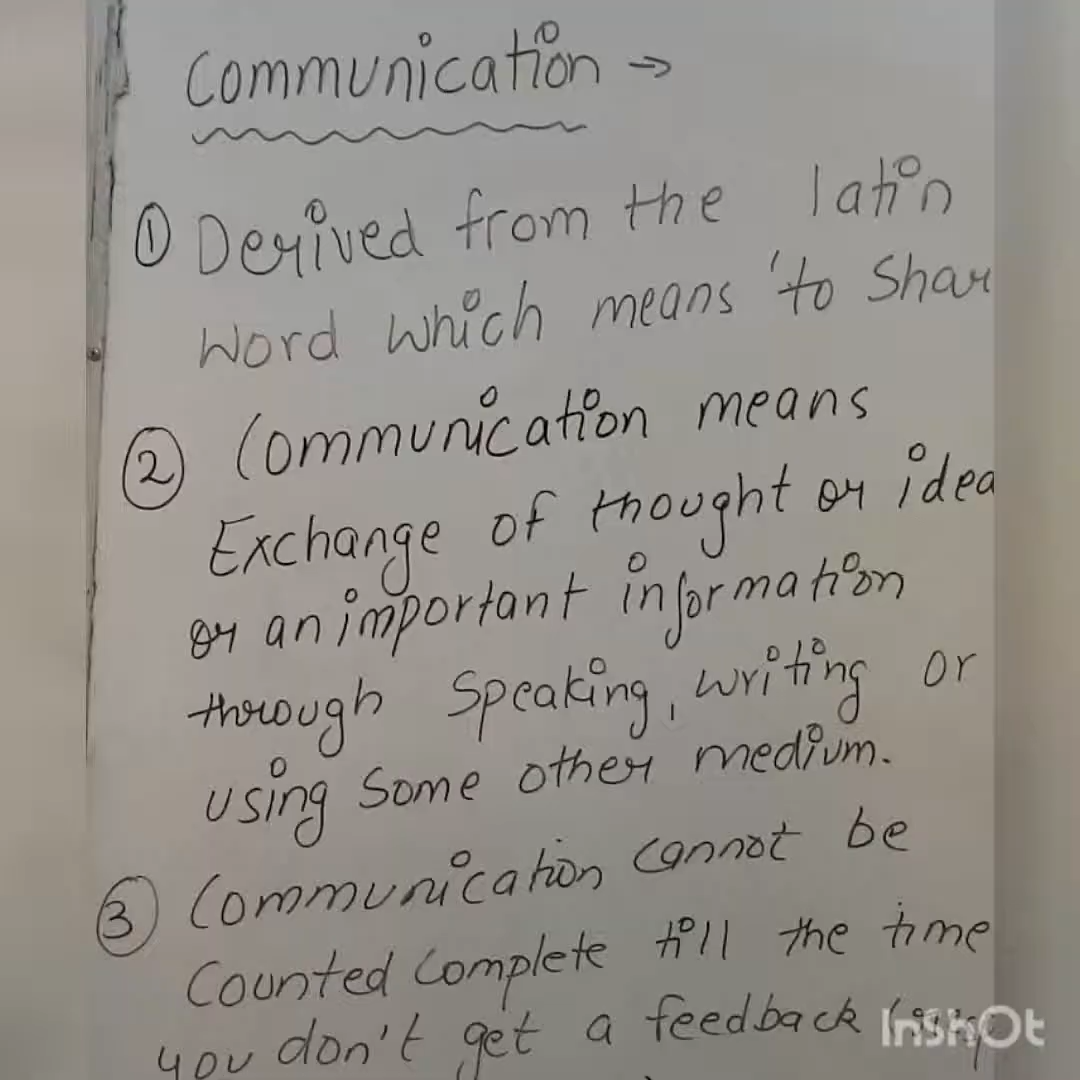 Communication →
① Derived from the latin
word which means 'to Shar
② Communication means
Exchange of thought or idea
or an important information
through Speaking, writing or
using Some other medium.
③ Communication cannot be
Counted complete till the time
you don't get a feedback
InShOt